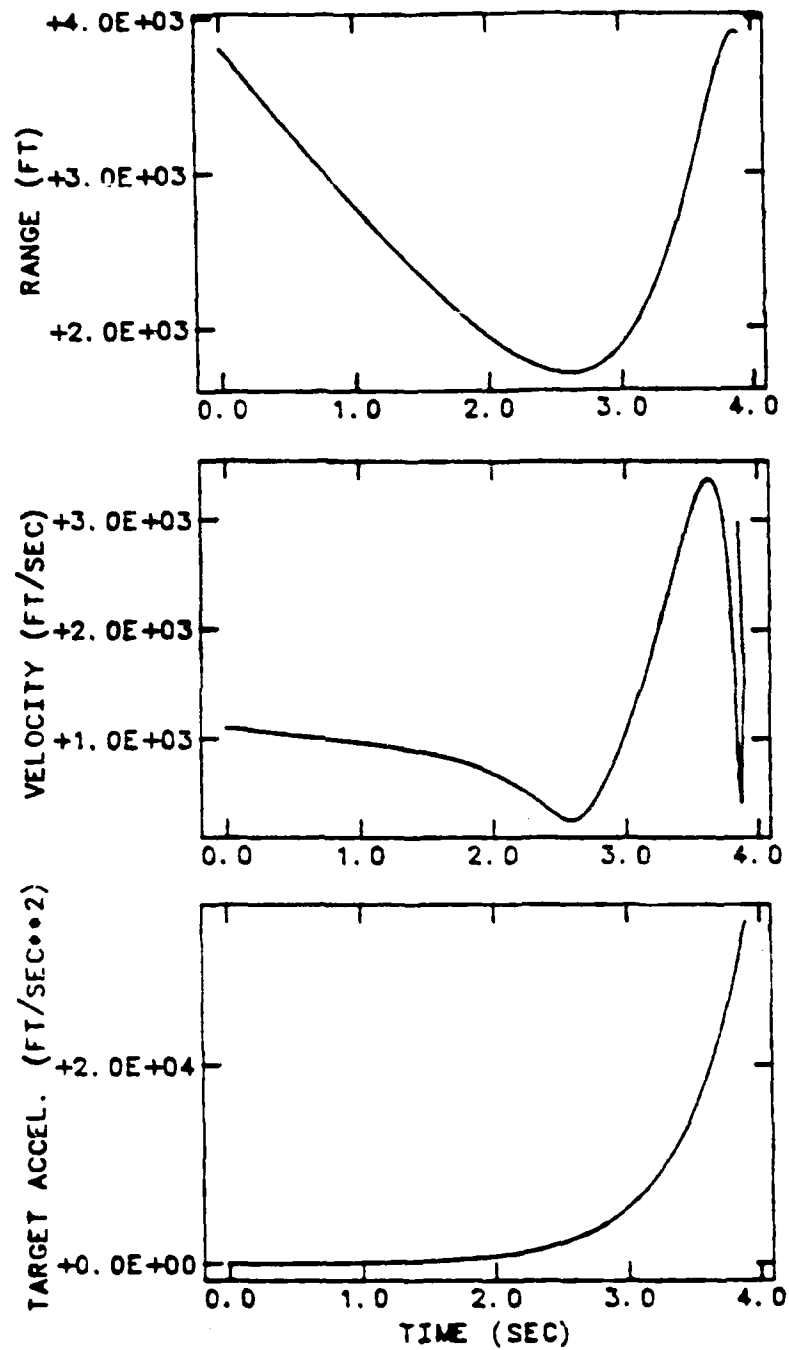 RANGE (FT)
+4.0E+03
+3.0E+03
+2.0E+03
0.0 1.0 2.0 3.0 4.0
VELOCITY (FT/SEC)
+3.0E+03
+2.0E+03
+1.0E+03
0.0 1.0 2.0 3.0 4.0
TARGET ACCEL. (FT/SEC**2)
+2.0E+04
+0.0E+00
0.0 1.0 2.0 3.0 4.0
TIME (SEC)